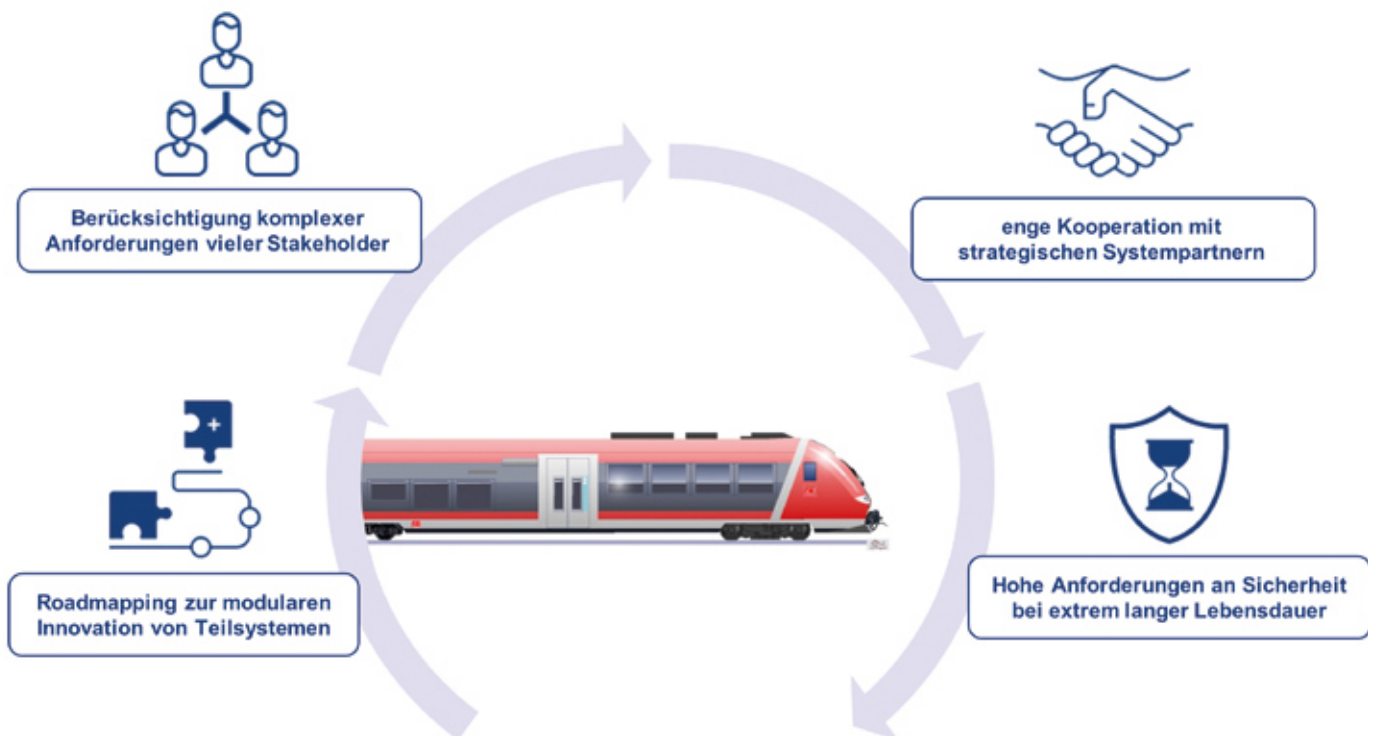 Berücksichtigung komplexer
Anforderungen vieler Stakeholder
enge Kooperation mit
strategischen Systempartnern
Roadmapping zur modularen
Innovation von Teilsystemen
Hohe Anforderungen an Sicherheit
bei extrem langer Lebensdauer